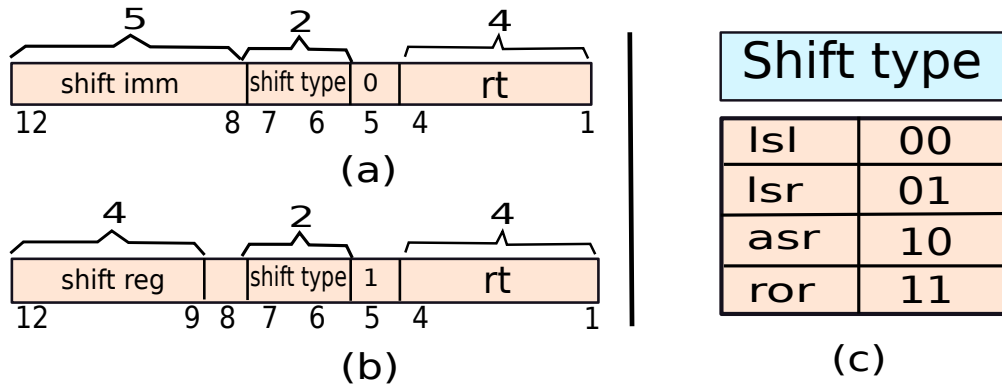 5 2 4
shift imm shift type 0 rt
12 8 7 6 5 4 1
(a)
4 2 4
shift reg shift type 1 rt
12 9 8 7 6 5 4 1
(b)
Shift type
lsl 00
lsr 01
asr 10
ror 11
(c)